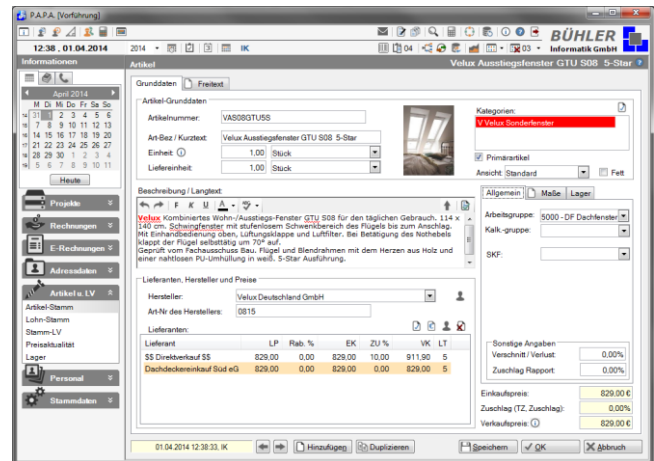 P.A.P.A. [Vorführung]
12:38 , 01.04.2014
2014
IK
04
03
BÜHLER
Informatik GmbH
Informationen
Artikel
Velux Ausstiegsfenster GTU S08 5-Star
April 2014
M Di Mi Do Fr Sa So
14 31 1 2 3 4 5 6
15 7 8 9 10 11 12 13
16 14 15 16 17 18 19 20
17 21 22 23 24 25 26 27
18 28 29 30 1 2 3 4
19 5 6 7 8 9 10 11
Heute
Projekte
Rechnungen
E-Rechnungen
Adressdaten
Artikel u. LV
Artikel-Stamm
Lohn-Stamm
Stamm-LV
Preisaktualität
Lager
Personal
Stammdaten
Grunddaten
Freitext
Artikel-Grunddaten
Artikelnummer:
VAS08GTU5S
Art-Bez / Kurztext:
Velux Ausstiegsfenster GTU S08 5-Star
Einheit:
1,00 Stück
Liefereinheit:
1,00 Stück
Kategorien:
V Velux Sonderfenster
Primärartikel
Ansicht: Standard
Fett
Beschreibung / Langtext:
F K U A
Velux Kombiniertes Wohn-/Ausstiegs-Fenster GTU S08 für den täglichen Gebrauch. 114 x
140 cm. Schwingfenster mit stufenlosem Schwenkbereich des Flügels bis zum Anschlag.
Mit Einhandbedienung oben, Lüftungsklappe und Luftfilter. Bei Betätigung des Nothebels
klappt der Flügel selbsttätig um 70° auf.
Geprüft vom Fachausschuss Bau. Flügel und Blendrahmen mit dem Herzen aus Holz und
einer nahtlosen PU-Umhüllung in weiß. 5-Star Ausführung.
Allgemein
Maße
Lager
Arbeitsgruppe:
5000 - DF Dachfenster
Kalk.-gruppe:
SKF:
Lieferanten, Hersteller und Preise
Hersteller:
Velux Deutschland GmbH
Art-Nr des Herstellers:
0815
Lieferanten:
Lieferant LP Rab. % EK ZU % VK LT
$$ Direktverkauf $$ 829,00 0,00 829,00 10,00 911,90 5
Dachdeckereinkauf Süd eG 829,00 0,00 829,00 0,00 829,00 5
Sonstige Angaben
Verschnitt / Verlust:
0,00%
Zuschlag Rapport:
0,00%
Einkaufspreis:
829,00 €
Zuschlag (TZ, Zuschlag):
0,00%
Verkaufspreis:
829,00 €
01.04.2014 12:38:33, IK
Hinzufügen
Duplizieren
Speichern
OK
Abbruch